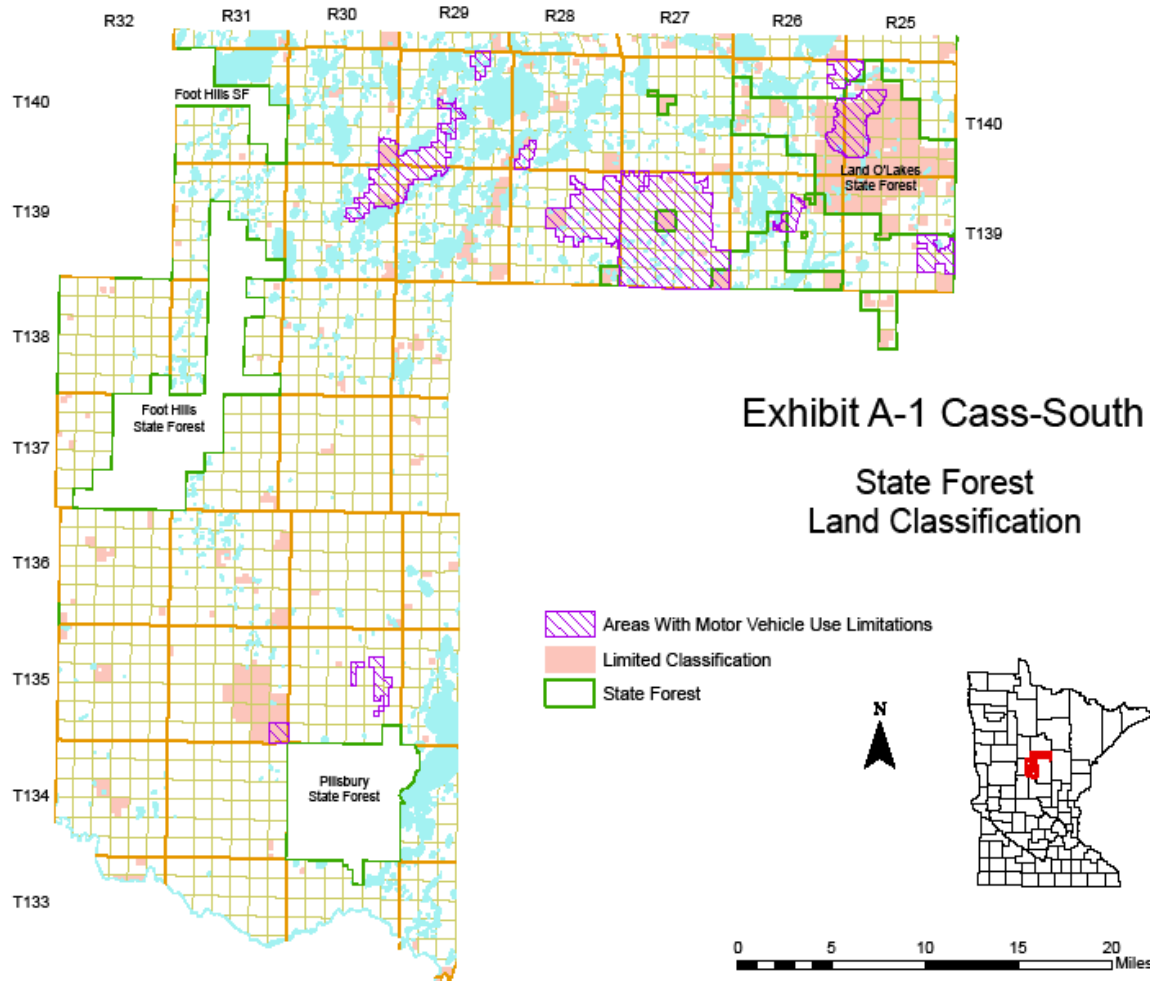 R32 R31 R30 R29 R28 R27 R26 R25
Foot Hills SF
T140
T140
Land O'Lakes
State Forest
T139
T139
T138
Foot Hills
State Forest
T137
Exhibit A-1 Cass-South
State Forest
Land Classification
T136
Areas With Motor Vehicle Use Limitations
Limited Classification
State Forest
T135
N
Pillsbury
State Forest
T134
T133
0 5 10 15 20
Miles